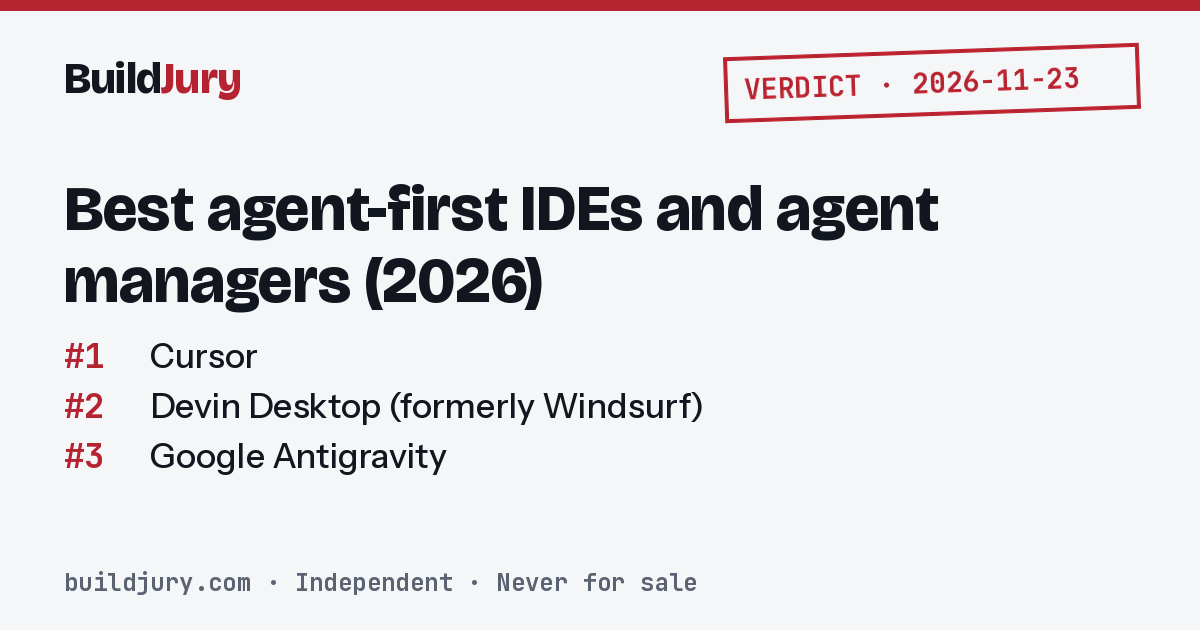 BuildJury
VERDICT · 2026-11-23
Best agent-first IDEs and agent
managers (2026)
#1 Cursor
#2 Devin Desktop (formerly Windsurf)
#3 Google Antigravity
buildjury.com · Independent · Never for sale